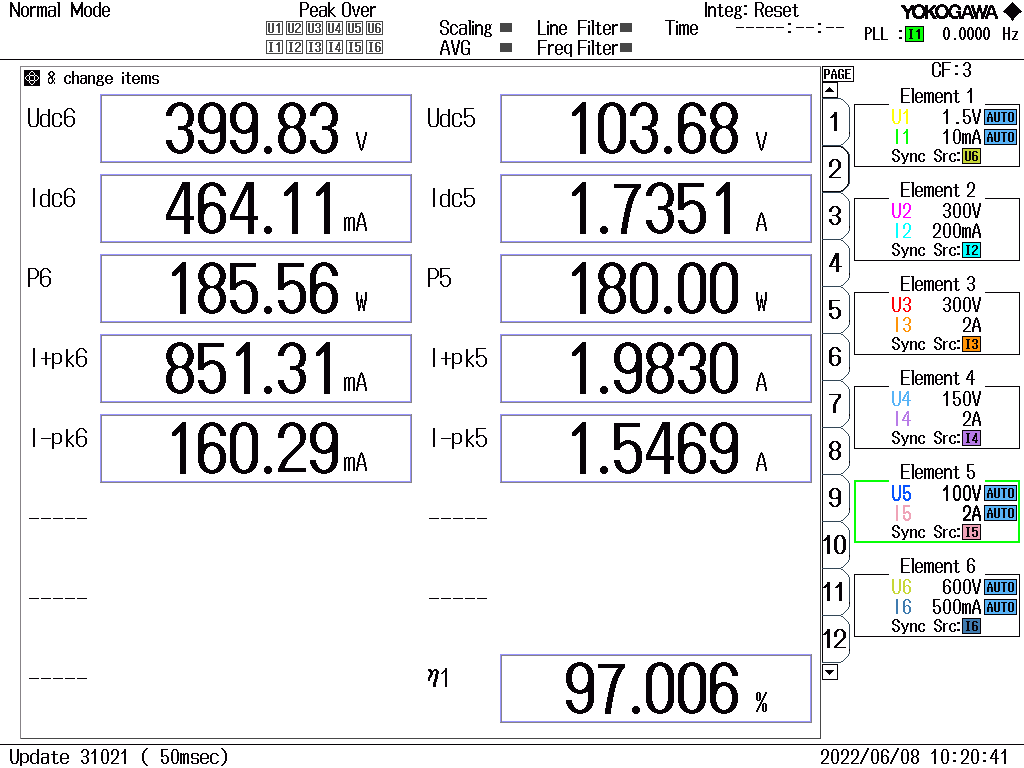 Normal Mode
Peak Over
U1 U2 U3 U4 U5 U6
I1 I2 I3 I4 I5 I6
Scaling
AVG
Line Filter
Freq Filter
Integ: Reset
Time -----:--:--
YOKOGAWA
PLL : I1 0.0000 Hz
8 change items
Udc6 399.83 V
Udc5 103.68 V
Idc6 464.11 mA
Idc5 1.7351 A
P6 185.56 W
P5 180.00 W
I+pk6 851.31 mA
I+pk5 1.9830 A
I-pk6 160.29 mA
I-pk5 1.5469 A
----- -----
----- -----
-----
η1 97.006 %
PAGE
1
2
3
4
5
6
7
8
9
10
11
12
CF:3
Element 1
U1 1.5V AUTO
I1 10mA AUTO
Sync Src: U6
Element 2
U2 300V
I2 200mA
Sync Src: I2
Element 3
U3 300V
I3 2A
Sync Src: I3
Element 4
U4 150V
I4 2A
Sync Src: I4
Element 5
U5 100V AUTO
I5 2A AUTO
Sync Src: I5
Element 6
U6 600V AUTO
I6 500mA AUTO
Sync Src: I6
Update 31021 ( 50msec)
2022/06/08 10:20:41